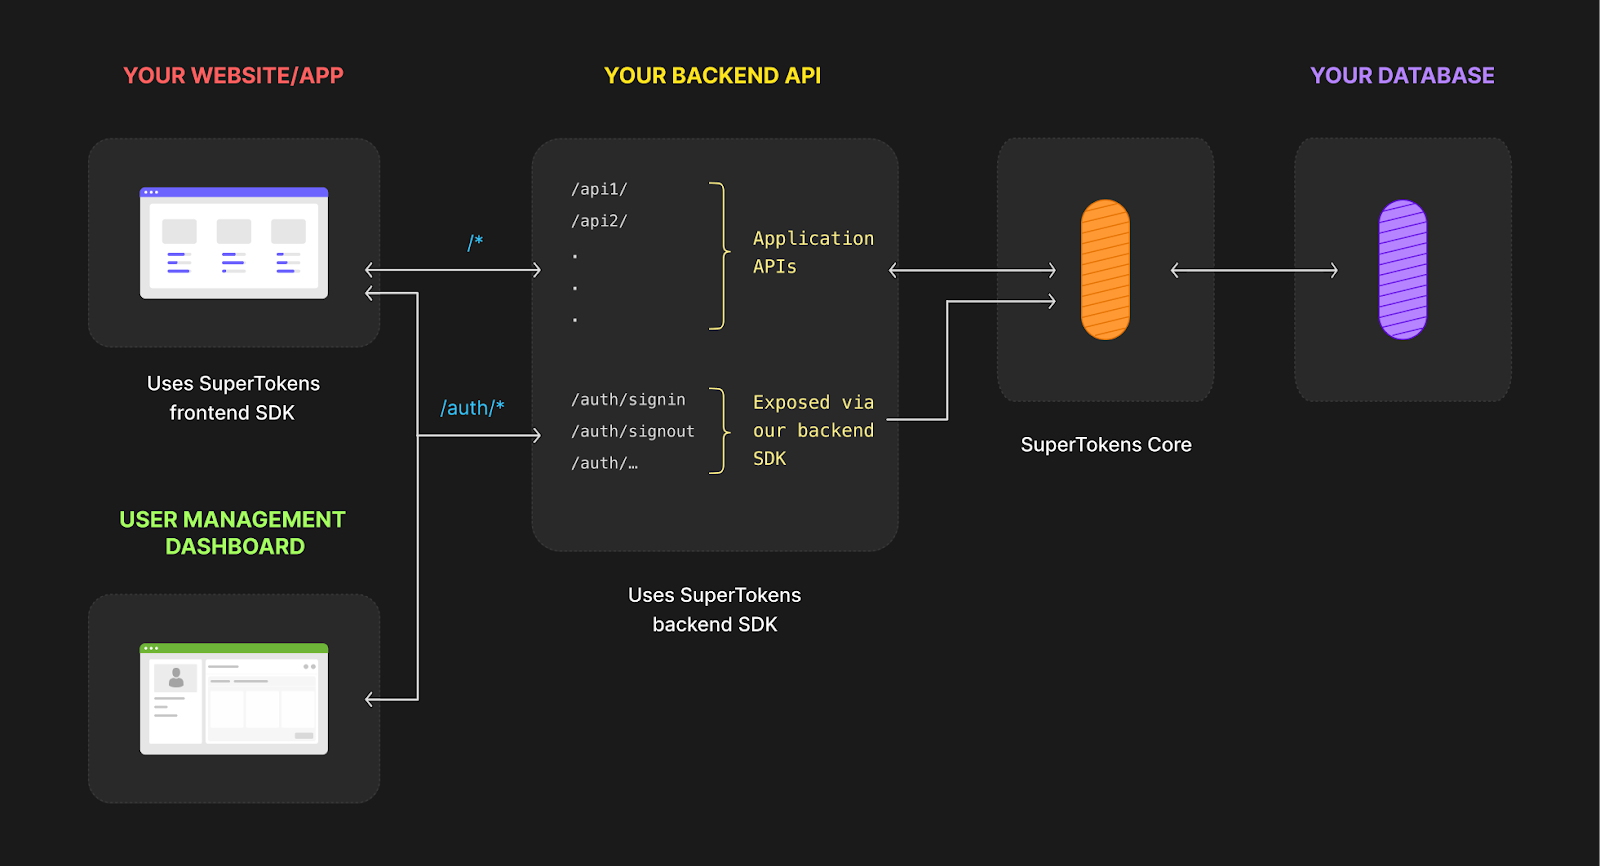 YOUR WEBSITE/APP
YOUR BACKEND API
YOUR DATABASE
/*
/api1/
/api2/
.
.
.
Application
APIs
Uses SuperTokens
frontend SDK
/auth/*
/auth/signin
/auth/signout
/auth/…
Exposed via
our backend
SDK
SuperTokens Core
USER MANAGEMENT
DASHBOARD
Uses SuperTokens
backend SDK